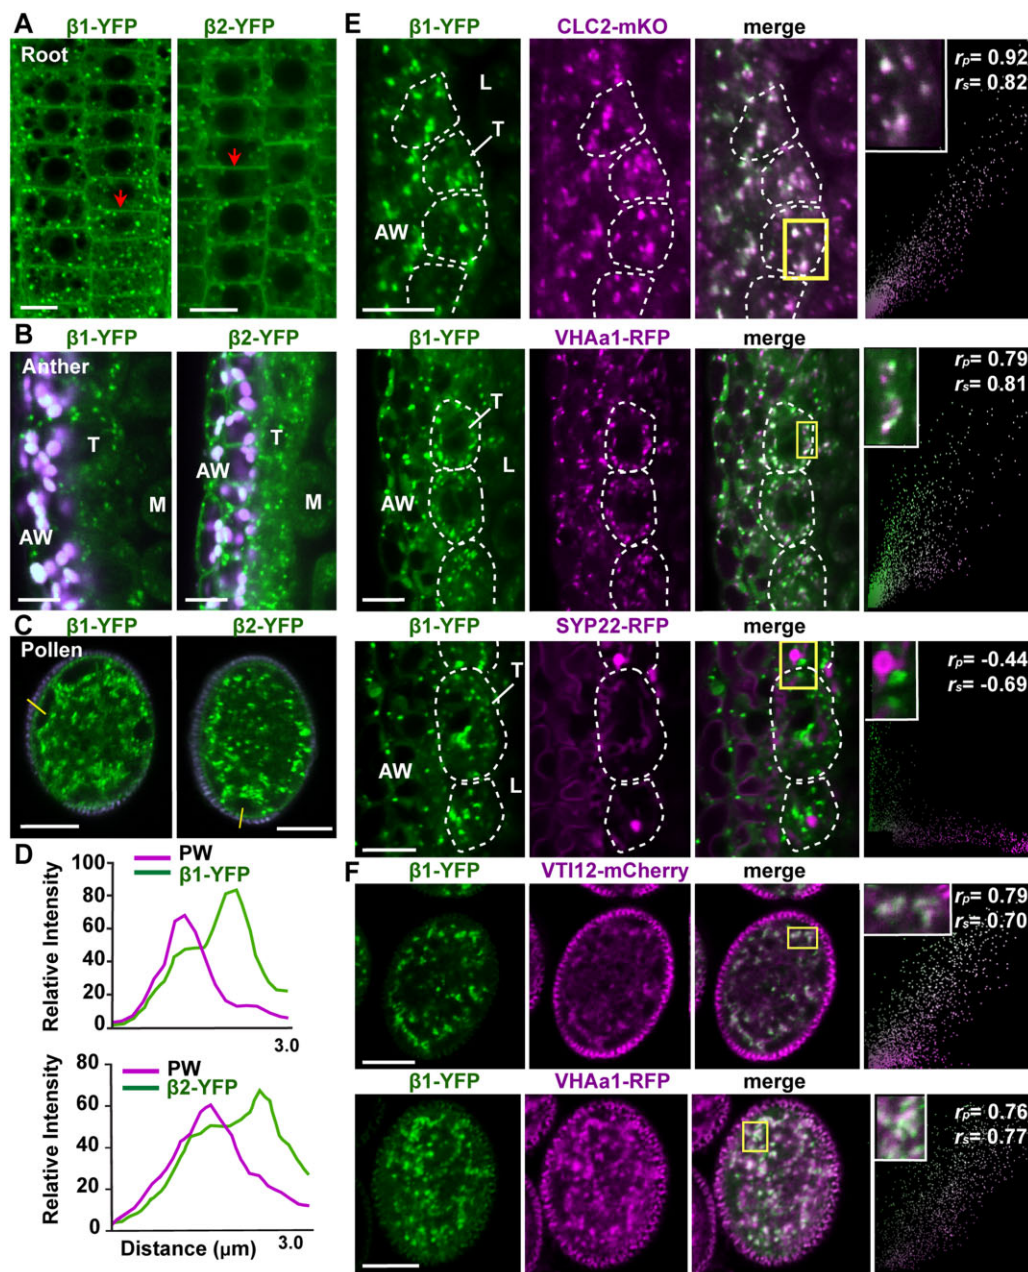 A
β1-YFP
β2-YFP
Root
B
β1-YFP
β2-YFP
Anther
T
AW
M
T
AW
M
C
β1-YFP
β2-YFP
Pollen
D
Relative Intensity
100
80
60
40
20
0
PW
β1-YFP
3.0
Relative Intensity
80
60
40
20
0
PW
β2-YFP
Distance (μm)
3.0
E
β1-YFP
CLC2-mKO
merge
L
T
AW
rp= 0.92
rs= 0.82
β1-YFP
VHAa1-RFP
merge
T
L
AW
rp= 0.79
rs= 0.81
β1-YFP
SYP22-RFP
merge
T
AW
L
rp= -0.44
rs= -0.69
F
β1-YFP
VTI12-mCherry
merge
rp= 0.79
rs= 0.70
β1-YFP
VHAa1-RFP
merge
rp= 0.76
rs= 0.77